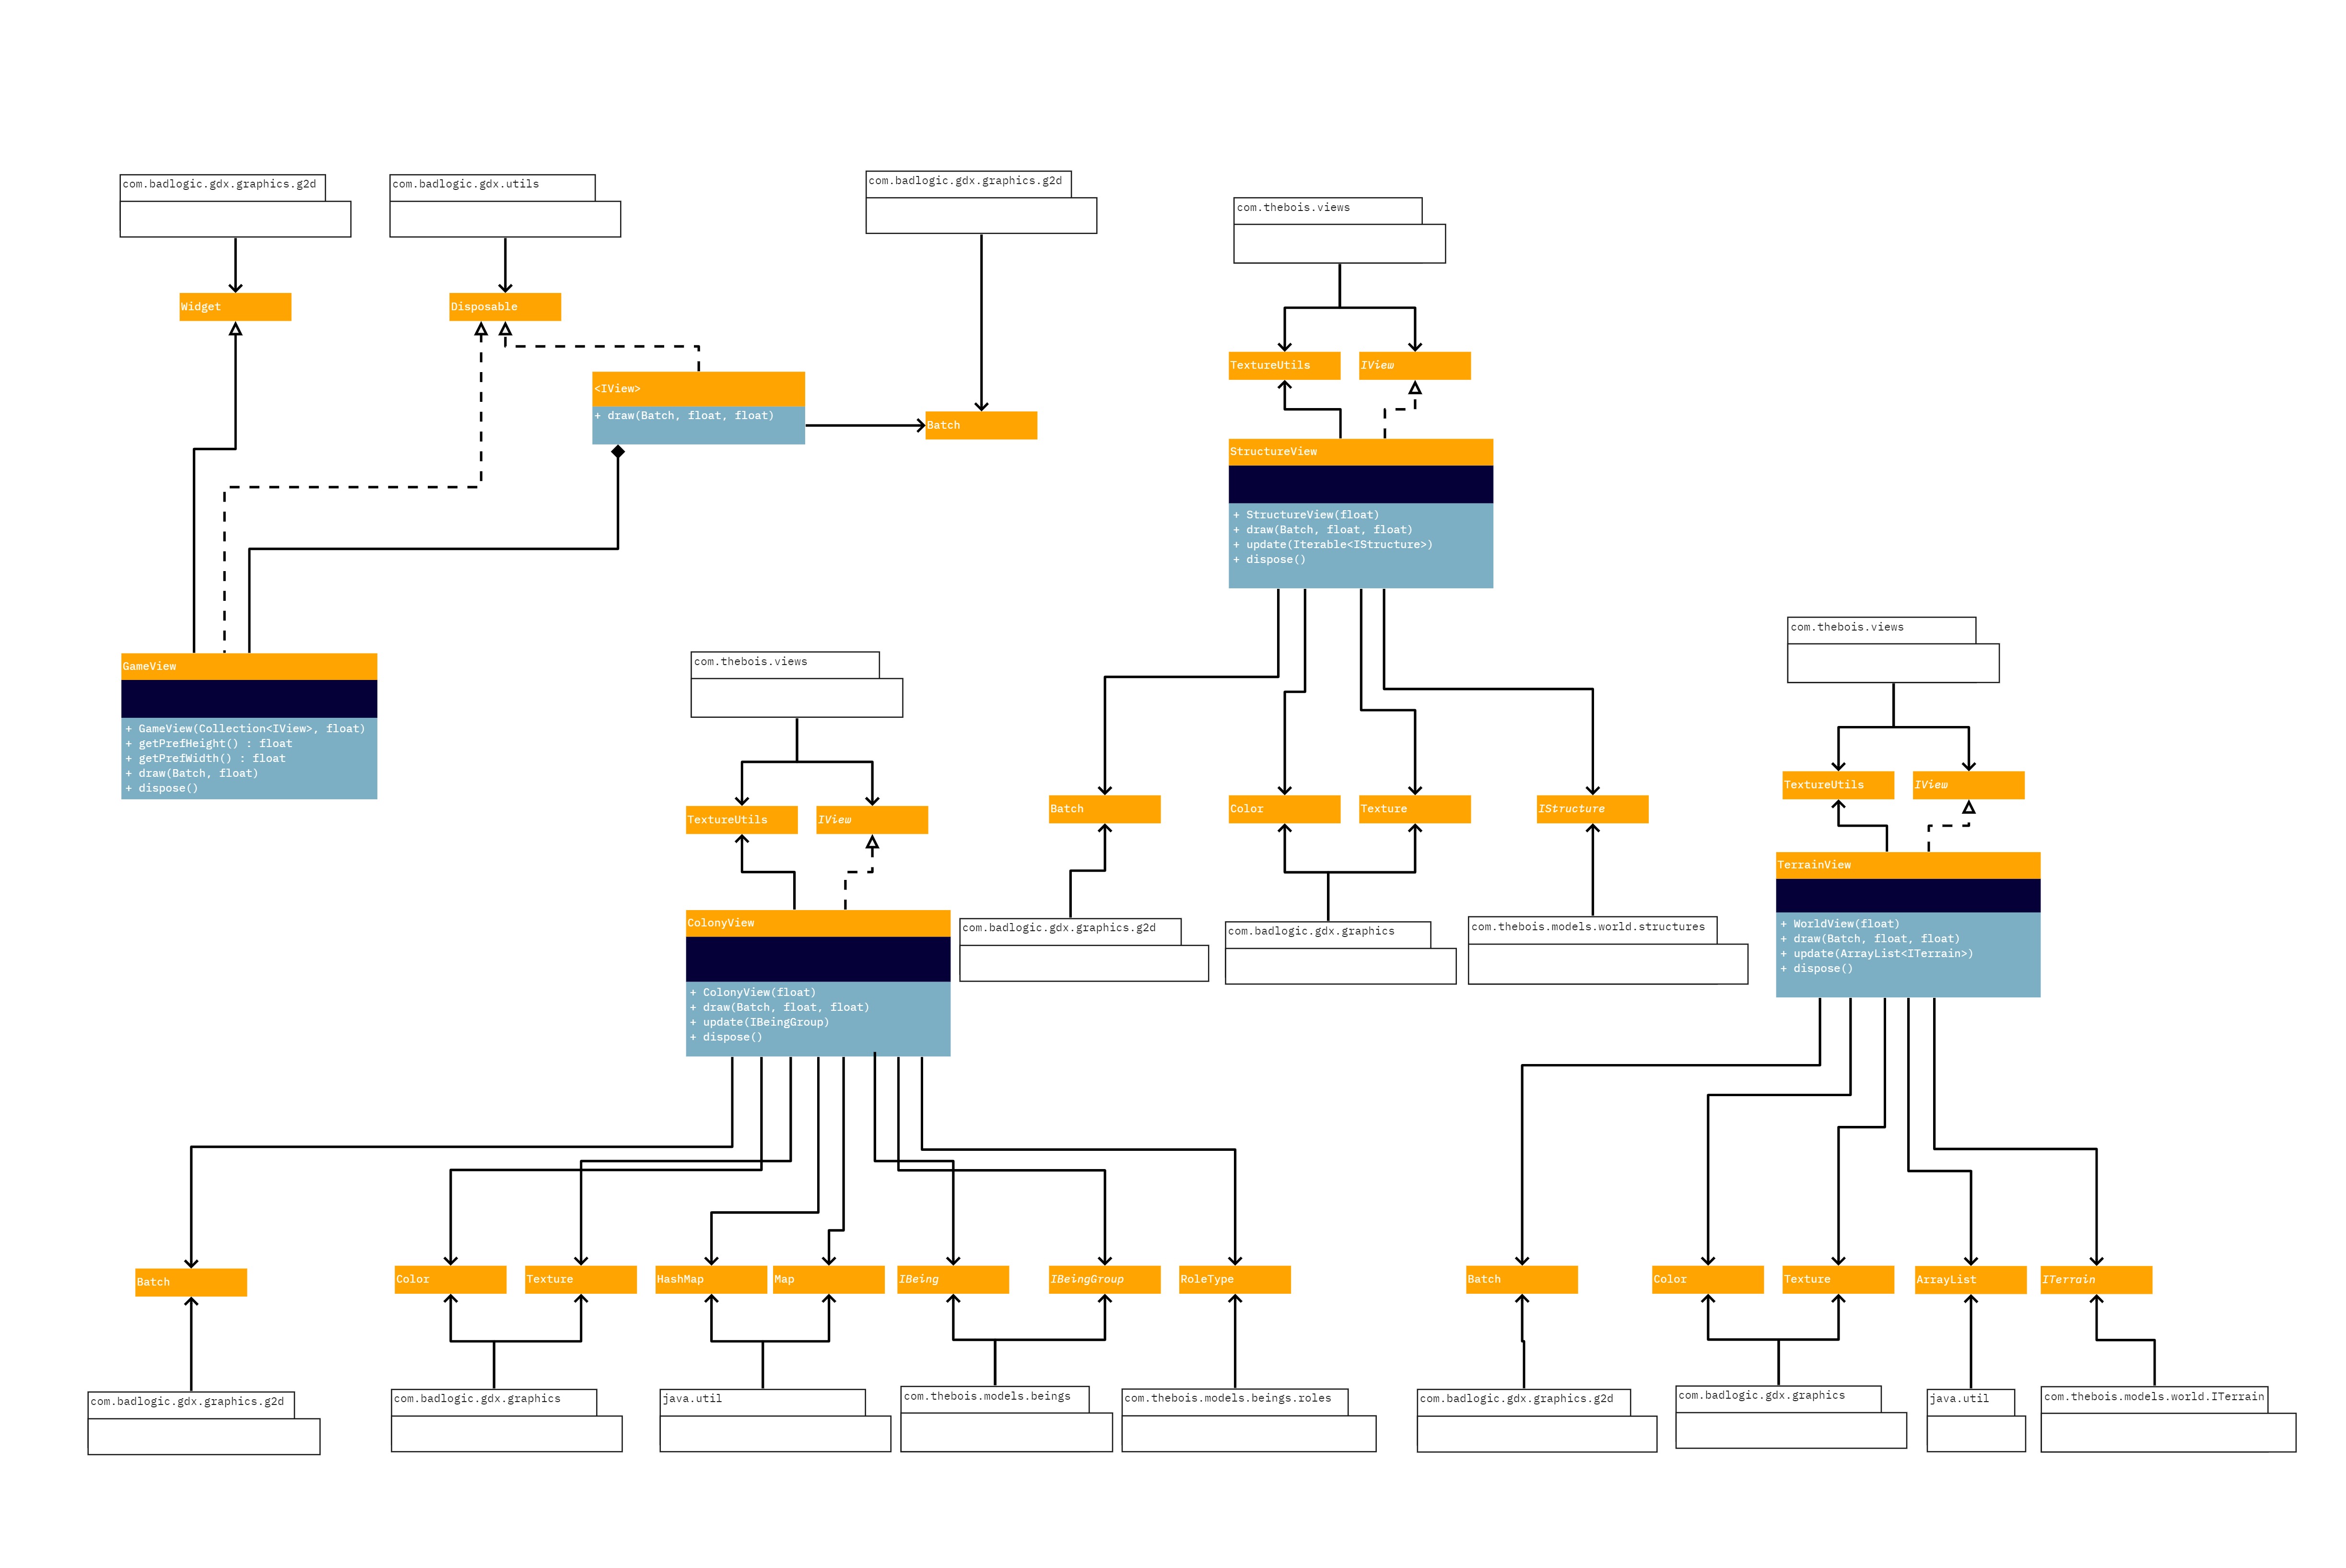 com.badlogic.gdx.graphics.g2d
com.badlogic.gdx.utils
com.badlogic.gdx.graphics.g2d
Widget
Disposable
<IView>
+ draw(Batch, float, float)
Batch
GameView
+ GameView(Collection<IView>, float)
+ getPrefHeight() : float
+ getPrefWidth() : float
+ draw(Batch, float)
+ dispose()
com.thebois.views
TextureUtils
IView
StructureView
+ StructureView(float)
+ draw(Batch, float, float)
+ update(Iterable<IStructure>)
+ dispose()
Batch
Color
Texture
IStructure
com.badlogic.gdx.graphics.g2d
com.badlogic.gdx.graphics
com.thebois.models.world.structures
com.thebois.views
TextureUtils
IView
ColonyView
+ ColonyView(float)
+ draw(Batch, float, float)
+ update(IBeingGroup)
+ dispose()
Batch
Color
Texture
HashMap
Map
IBeing
IBeingGroup
RoleType
com.badlogic.gdx.graphics.g2d
com.badlogic.gdx.graphics
java.util
com.thebois.models.beings
com.thebois.models.beings.roles
com.thebois.views
TextureUtils
IView
TerrainView
+ WorldView(float)
+ draw(Batch, float, float)
+ update(ArrayList<ITerrain>)
+ dispose()
Batch
Color
Texture
ArrayList
ITerrain
com.badlogic.gdx.graphics.g2d
com.badlogic.gdx.graphics
java.util
com.thebois.models.world.ITerrain